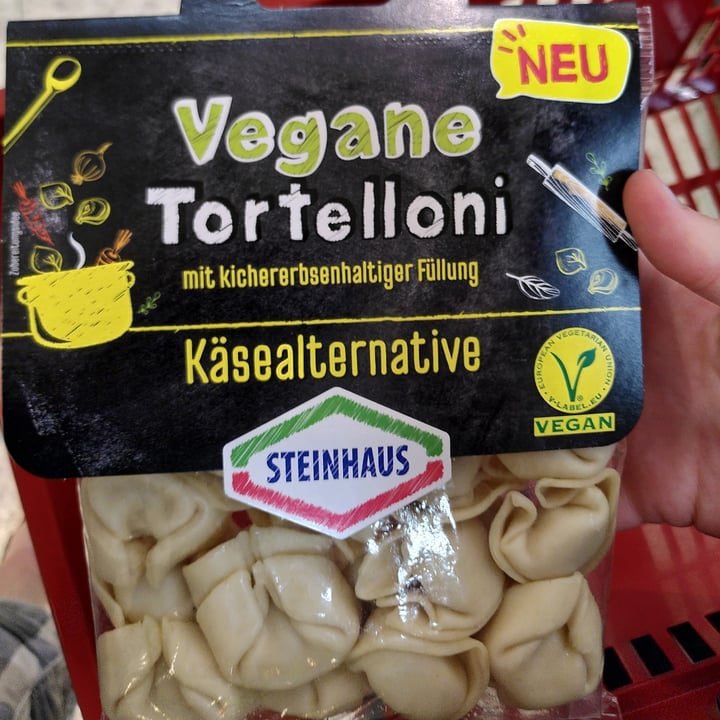 NEU
Vegane
Tortelloni
mit kichererbsenhaltiger Füllung
Käsealternative
EUROPEAN VEGETARIAN UNION
V-LABEL.EU
VEGAN
STEINHAUS